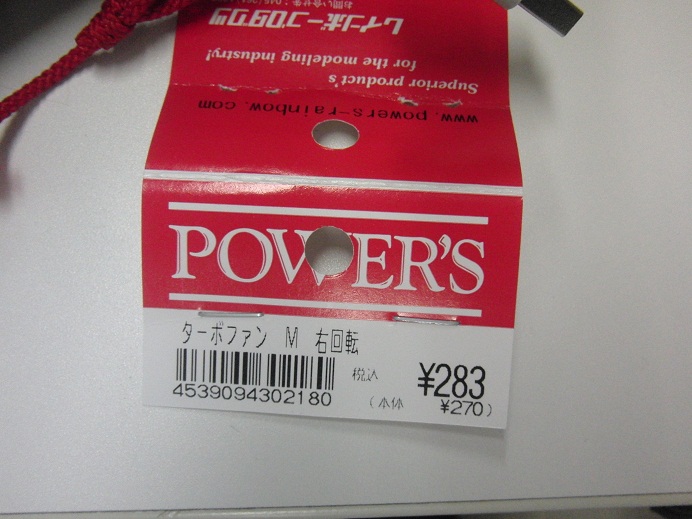 レインボープロダクツ
for the modeling industry!
Superior product's
www.powers-rainbow.com
POWER'S
ターボファン M 右回転
税込 ¥283
4539094302180
(本体 ¥270)